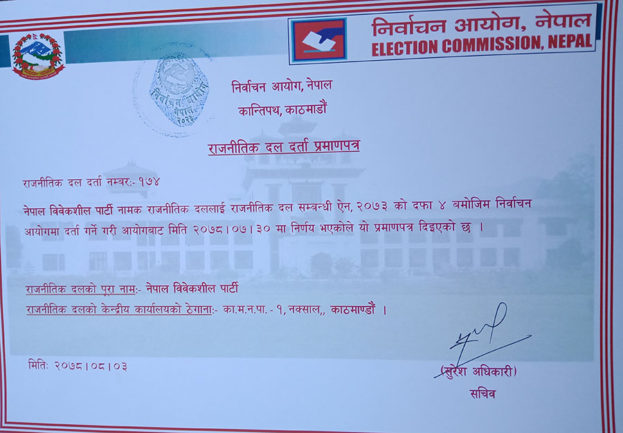 निर्वाचन आयोग, नेपाल
ELECTION COMMISSION, NEPAL
निर्वाचन आयोग
नेपाल
निर्वाचन आयोग, नेपाल
कान्तिपथ, काठमाडौं
राजनीतिक दल दर्ता प्रमाणपत्र
राजनीतिक दल दर्ता नम्बर:- १७४
नेपाल विवेकशील पार्टी नामक राजनीतिक दललाई राजनीतिक दल सम्बन्धी ऐन, २०७३ को दफा ४ बमोजिम निर्वाचन
आयोगमा दर्ता गर्ने गरी आयोगबाट मिति २०७८।०७।३० मा निर्णय भएकोले यो प्रमाणपत्र दिइएको छ ।
राजनीतिक दलको पूरा नाम:- नेपाल विवेकशील पार्टी
राजनीतिक दलको केन्द्रीय कार्यालयको ठेगाना:- का.म.न.पा. - १, नक्साल,, काठमाण्डौं ।
मिति: २०७८।०८।०३
(सुरेश अधिकारी)
सचिव